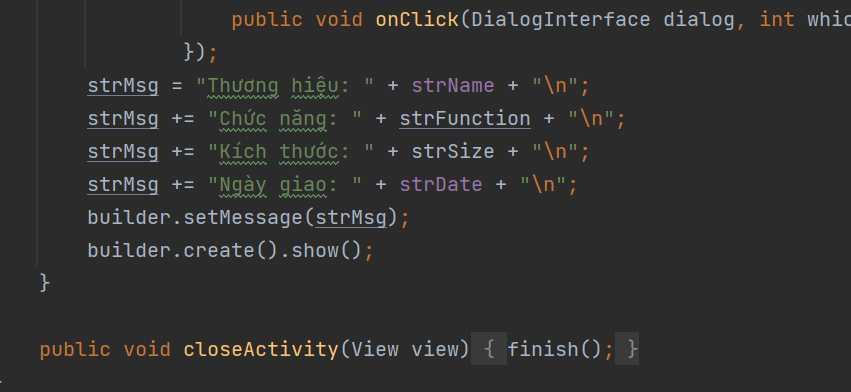 public void onClick(DialogInterface dialog, int whic
});
strMsg = "Thương hiệu: " + strName + "\n";
strMsg += "Chức năng: " + strFunction + "\n";
strMsg += "Kích thước: " + strSize + "\n";
strMsg += "Ngày giao: " + strDate + "\n";
builder.setMessage(strMsg);
builder.create().show();
}
public void closeActivity(View view) { finish(); }